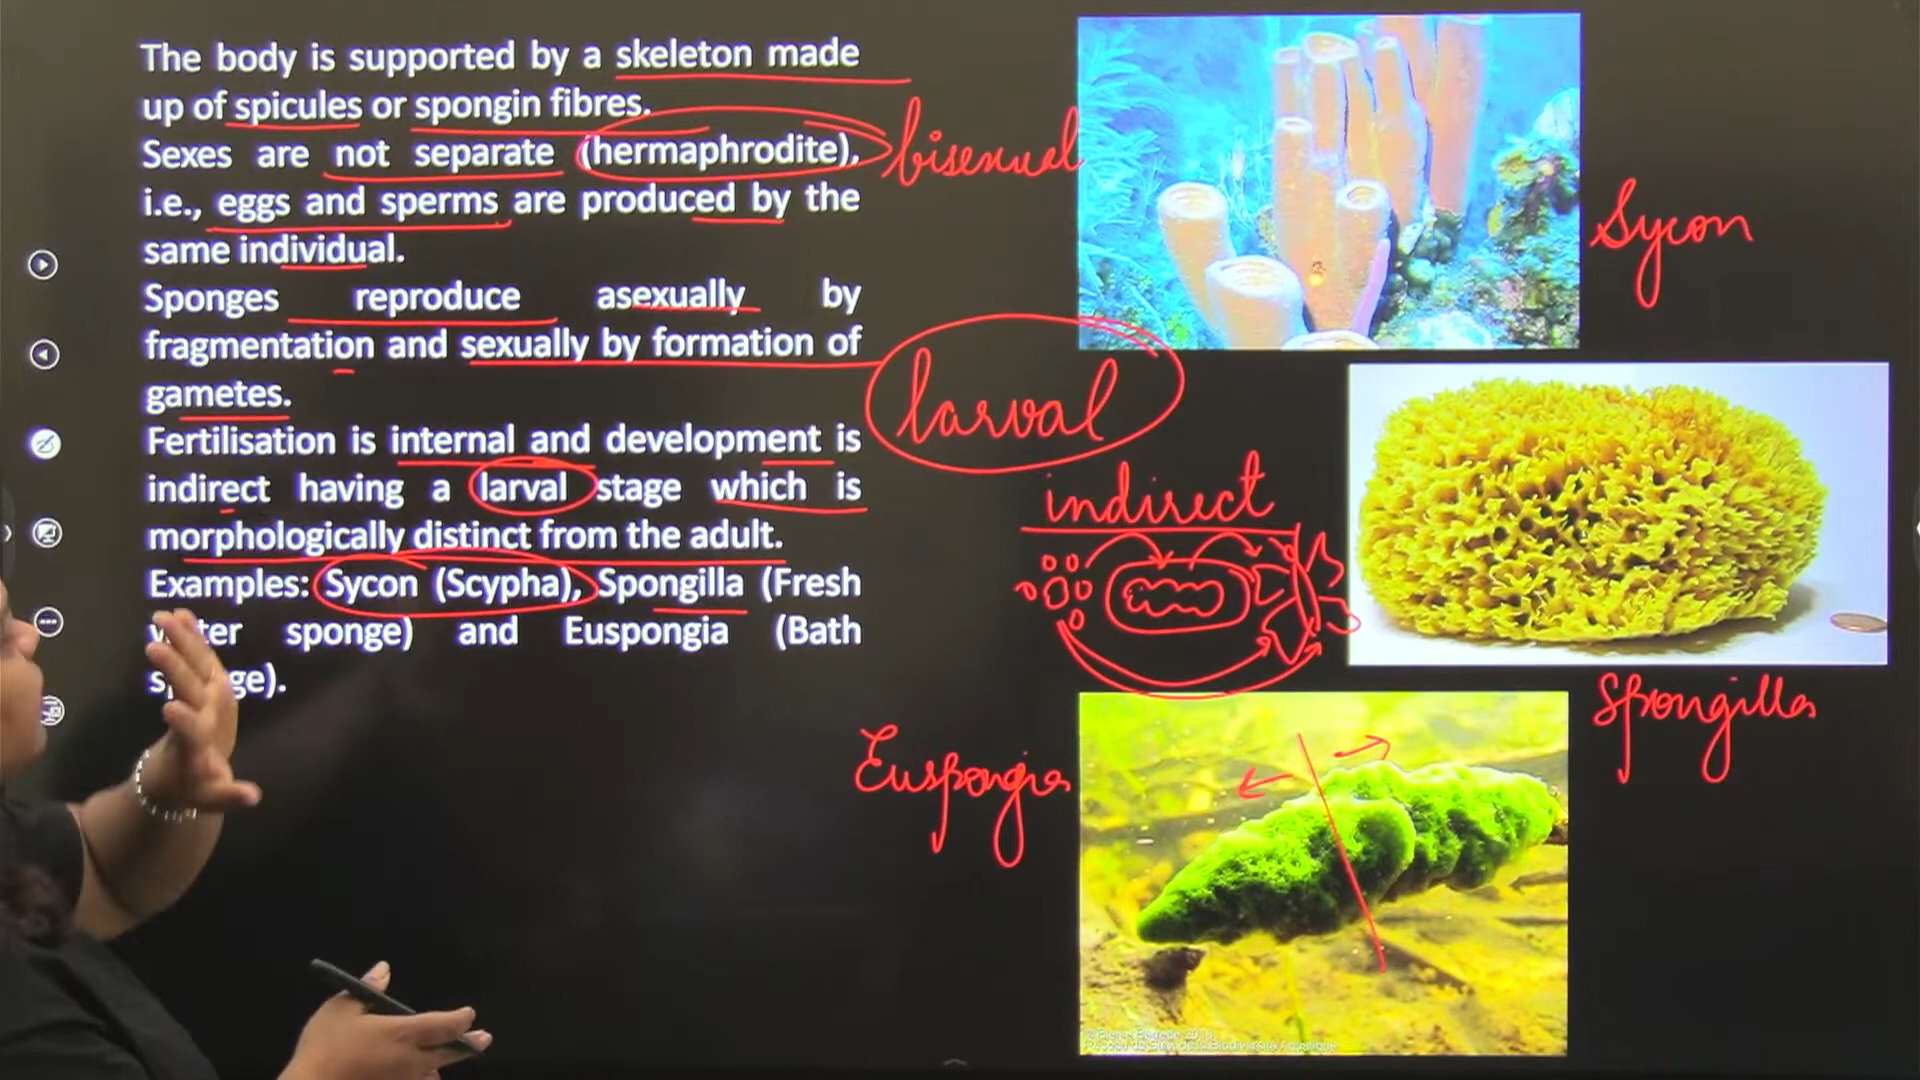 The body is supported by a skeleton made
up of spicules or spongin fibres.
Sexes are not separate (hermaphrodite),
i.e., eggs and sperms are produced by the
same individual.
Sponges reproduce asexually by
fragmentation and sexually by formation of
gametes.
Fertilisation is internal and development is
indirect having a larval stage which is
morphologically distinct from the adult.
Examples: Sycon (Scypha), Spongilla (Fresh
sponge) and Euspongia (Bath
bisexual
Sycon
larval
indirect
Spongilla
Euspongia